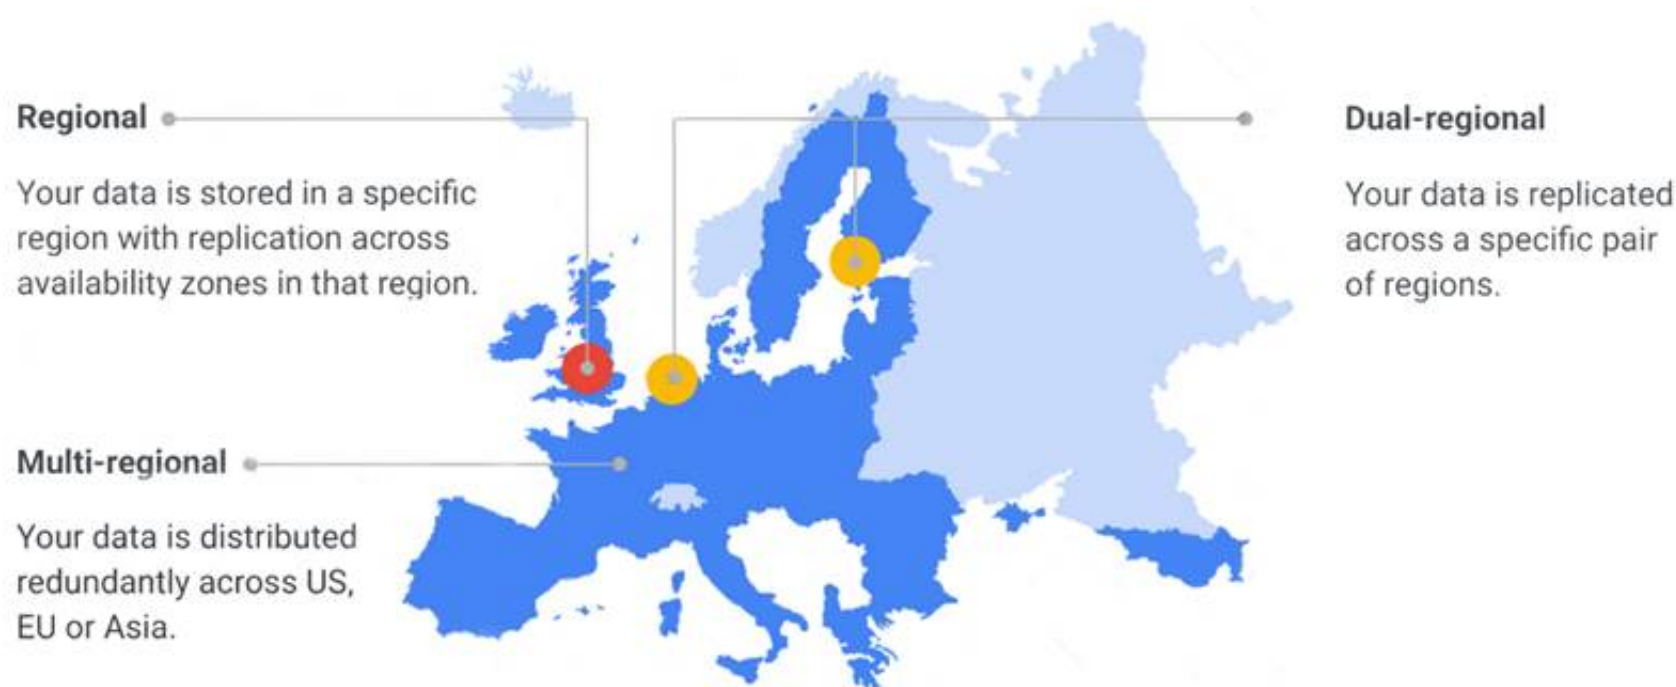 Regional
Your data is stored in a specific
region with replication across
availability zones in that region.
Multi-regional
Your data is distributed
redundantly across US,
EU or Asia.
Dual-regional
Your data is replicated
across a specific pair
of regions.